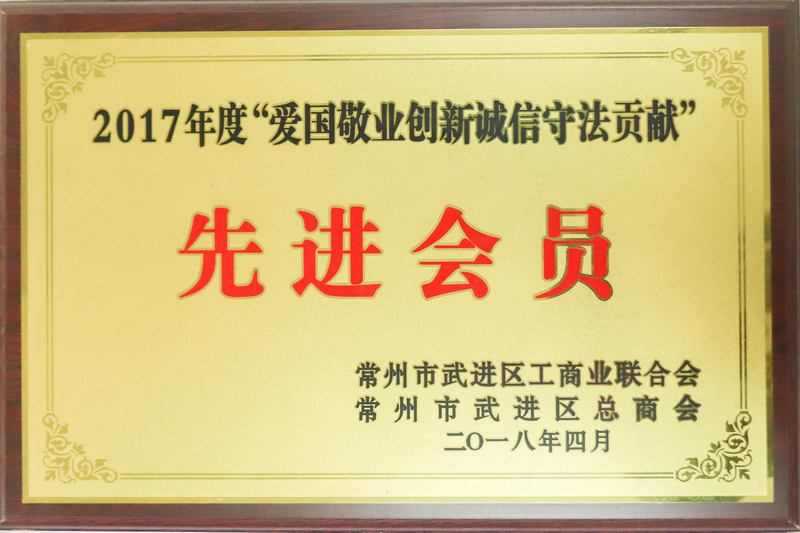 2017年度“爱国敬业创新诚信守法贡献”
先进会员
常州市武进区工商业联合会
常州市武进区总商会
二〇一八年四月